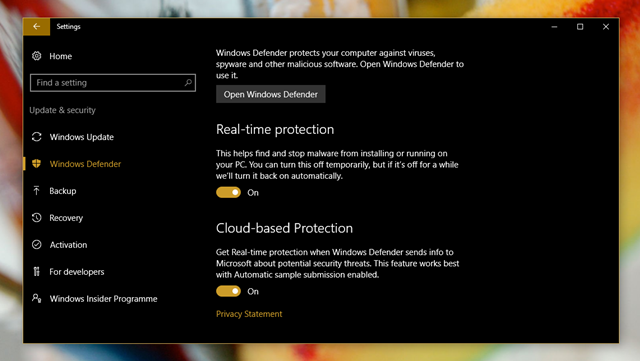 Settings
Home
Find a setting
Update & security
Windows Update
Windows Defender
Backup
Recovery
Activation
For developers
Windows Insider Programme
Windows Defender protects your computer against viruses,
spyware and other malicious software. Open Windows Defender to
use it.
Open Windows Defender
Real-time protection
This helps find and stop malware from installing or running on
your PC. You can turn this off temporarily, but if it's off for a while
we'll turn it back on automatically.
On
Cloud-based Protection
Get Real-time protection when Windows Defender sends info to
Microsoft about potential security threats. This feature works best
with Automatic sample submission enabled.
On
Privacy Statement